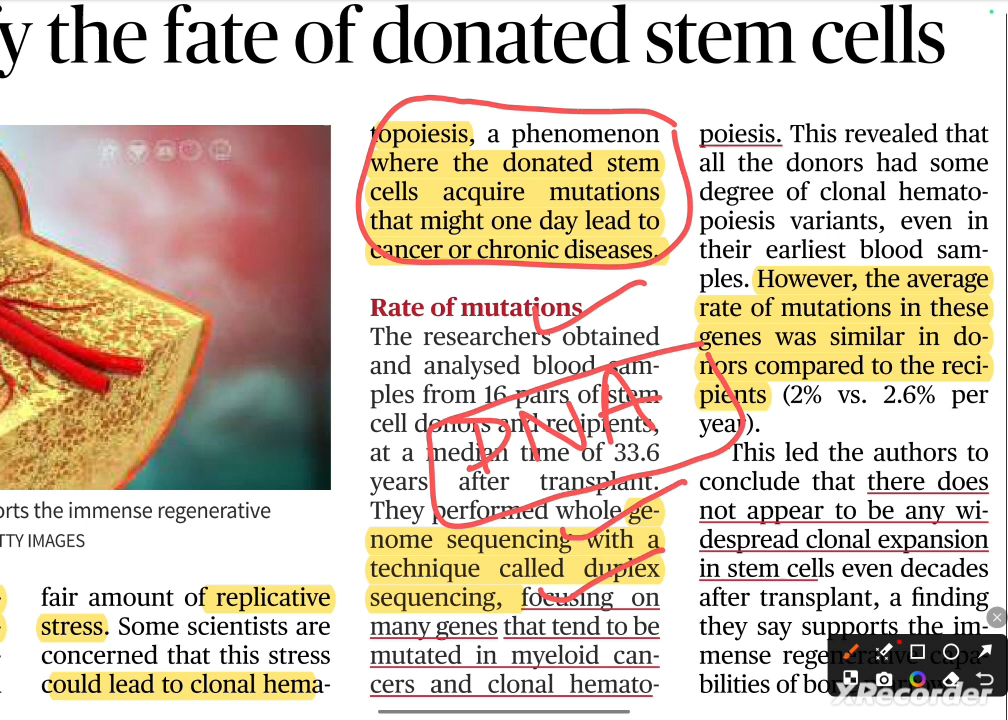 y the fate of donated stem cells
orts the immense regenerative
TTY IMAGES
fair amount of replicative
stress. Some scientists are
concerned that this stress
could lead to clonal hema-
topoiesis, a phenomenon
where the donated stem
cells acquire mutations
that might one day lead to
cancer or chronic diseases.
Rate of mutations
The researchers obtained
and analysed blood sam-
ples from 16 pairs of stem
cell donors and recipients,
at a median time of 33.6
years after transplant.
They performed whole ge-
nome sequencing with a
technique called duplex
sequencing, focusing on
many genes that tend to be
mutated in myeloid can-
cers and clonal hemato-
DNA
poiesis. This revealed that
all the donors had some
degree of clonal hemato-
poiesis variants, even in
their earliest blood sam-
ples. However, the average
rate of mutations in these
genes was similar in do-
nors compared to the reci-
pients (2% vs. 2.6% per
year).
This led the authors to
conclude that there does
not appear to be any wi-
despread clonal expansion
in stem cells even decades
after transplant, a finding
they say supports the im-
mense regenerative capa-
bilities of bone marrow.
XRecorder